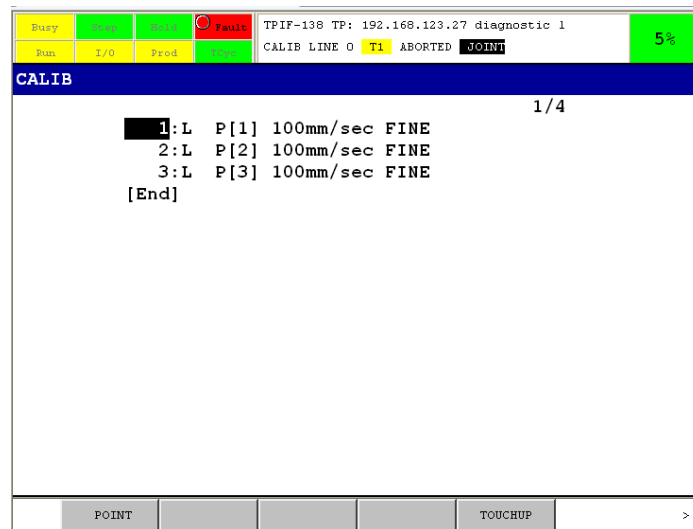 Busy Step Hold Fault TPIF-138 TP: 192.168.123.27 diagnostic 1
Run I/O Prod TCyc CALIB LINE 0 T1 ABORTED JOINT 5%
CALIB
1/4
1:L P[1] 100mm/sec FINE
2:L P[2] 100mm/sec FINE
3:L P[3] 100mm/sec FINE
[End]
POINT TOUCHUP >